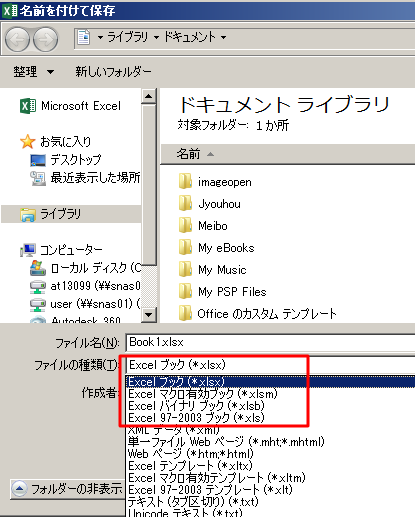 名前を付けて保存
ライブラリ ドキュメント
整理 新しいフォルダー
Microsoft Excel
お気に入り
デスクトップ
最近表示した場所
ライブラリ
コンピューター
ローカル ディスク (C
at13099 (¥¥snas01)
user (¥¥snas01) (
Autodesk 360
ドキュメント ライブラリ
対象フォルダー: 1 か所
名前
imageopen
Jyouhou
Meibo
My eBooks
My Music
My PSP Files
Office のカスタム テンプレート
ファイル名(N): Book1.xlsx
ファイルの種類(T): Excel ブック (*.xlsx)
作成者:
Excel ブック (*.xlsx)
Excel マクロ有効ブック (*.xlsm)
Excel バイナリ ブック (*.xlsb)
Excel 97-2003 ブック (*.xls)
XML データ (*.xml)
単一ファイル Web ページ (*.mht;*.mhtml)
Web ページ (*.htm;*.html)
Excel テンプレート (*.xltx)
Excel マクロ有効テンプレート (*.xltm)
Excel 97-2003 テンプレート (*.xlt)
テキスト (タブ区切り) (*.txt)
Unicode テキスト (*.txt)
フォルダーの非表示